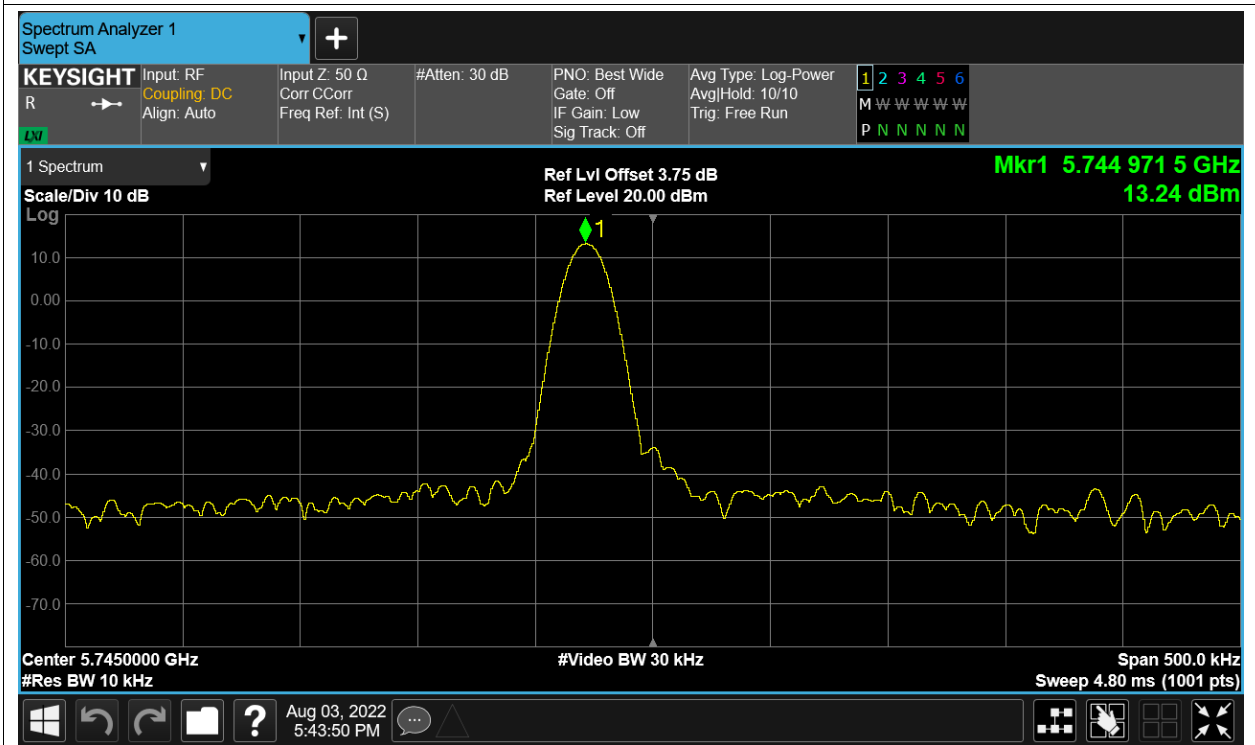 Spectrum Analyzer 1
Swept SA
KEYSIGHT
R
LXI
Input: RF
Coupling: DC
Align: Auto
Input Z: 50 Ω
Corr CCorr
Freq Ref: Int (S)
#Atten: 30 dB
PNO: Best Wide
Gate: Off
IF Gain: Low
Sig Track: Off
Avg Type: Log-Power
Avg|Hold: 10/10
Trig: Free Run
1 2 3 4 5 6
M W W W W W W
P N N N N N
1 Spectrum
Scale/Div 10 dB
Log
Ref Lvl Offset 3.75 dB
Ref Level 20.00 dBm
Mkr1 5.744 971 5 GHz
13.24 dBm
1
10.0
0.00
-10.0
-20.0
-30.0
-40.0
-50.0
-60.0
-70.0
Center 5.7450000 GHz
#Res BW 10 kHz
#Video BW 30 kHz
Span 500.0 kHz
Sweep 4.80 ms (1001 pts)
?
Aug 03, 2022
5:43:50 PM